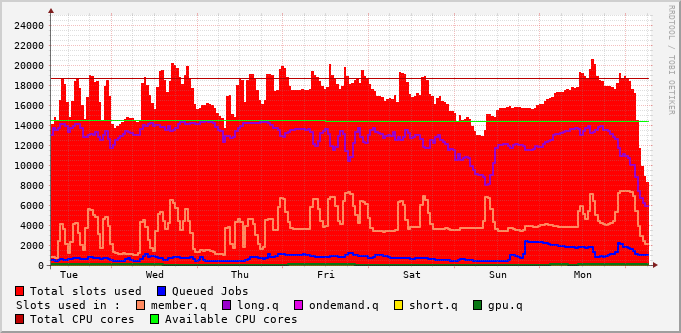 RRDTOOL / TOBI OETIKER
24000
22000
20000
18000
16000
14000
12000
10000
8000
6000
4000
2000
0
Tue Wed Thu Fri Sat Sun Mon
Total slots used Queued Jobs
Slots used in : member.q long.q ondemand.q short.q gpu.q
Total CPU cores Available CPU cores